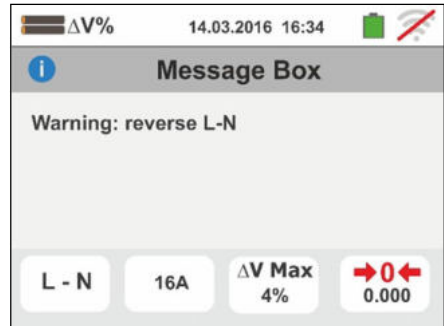 ΔV% 14.03.2016 16:34
Message Box
Warning: reverse L-N
L - N
16A
ΔV Max
4%
0
0.000